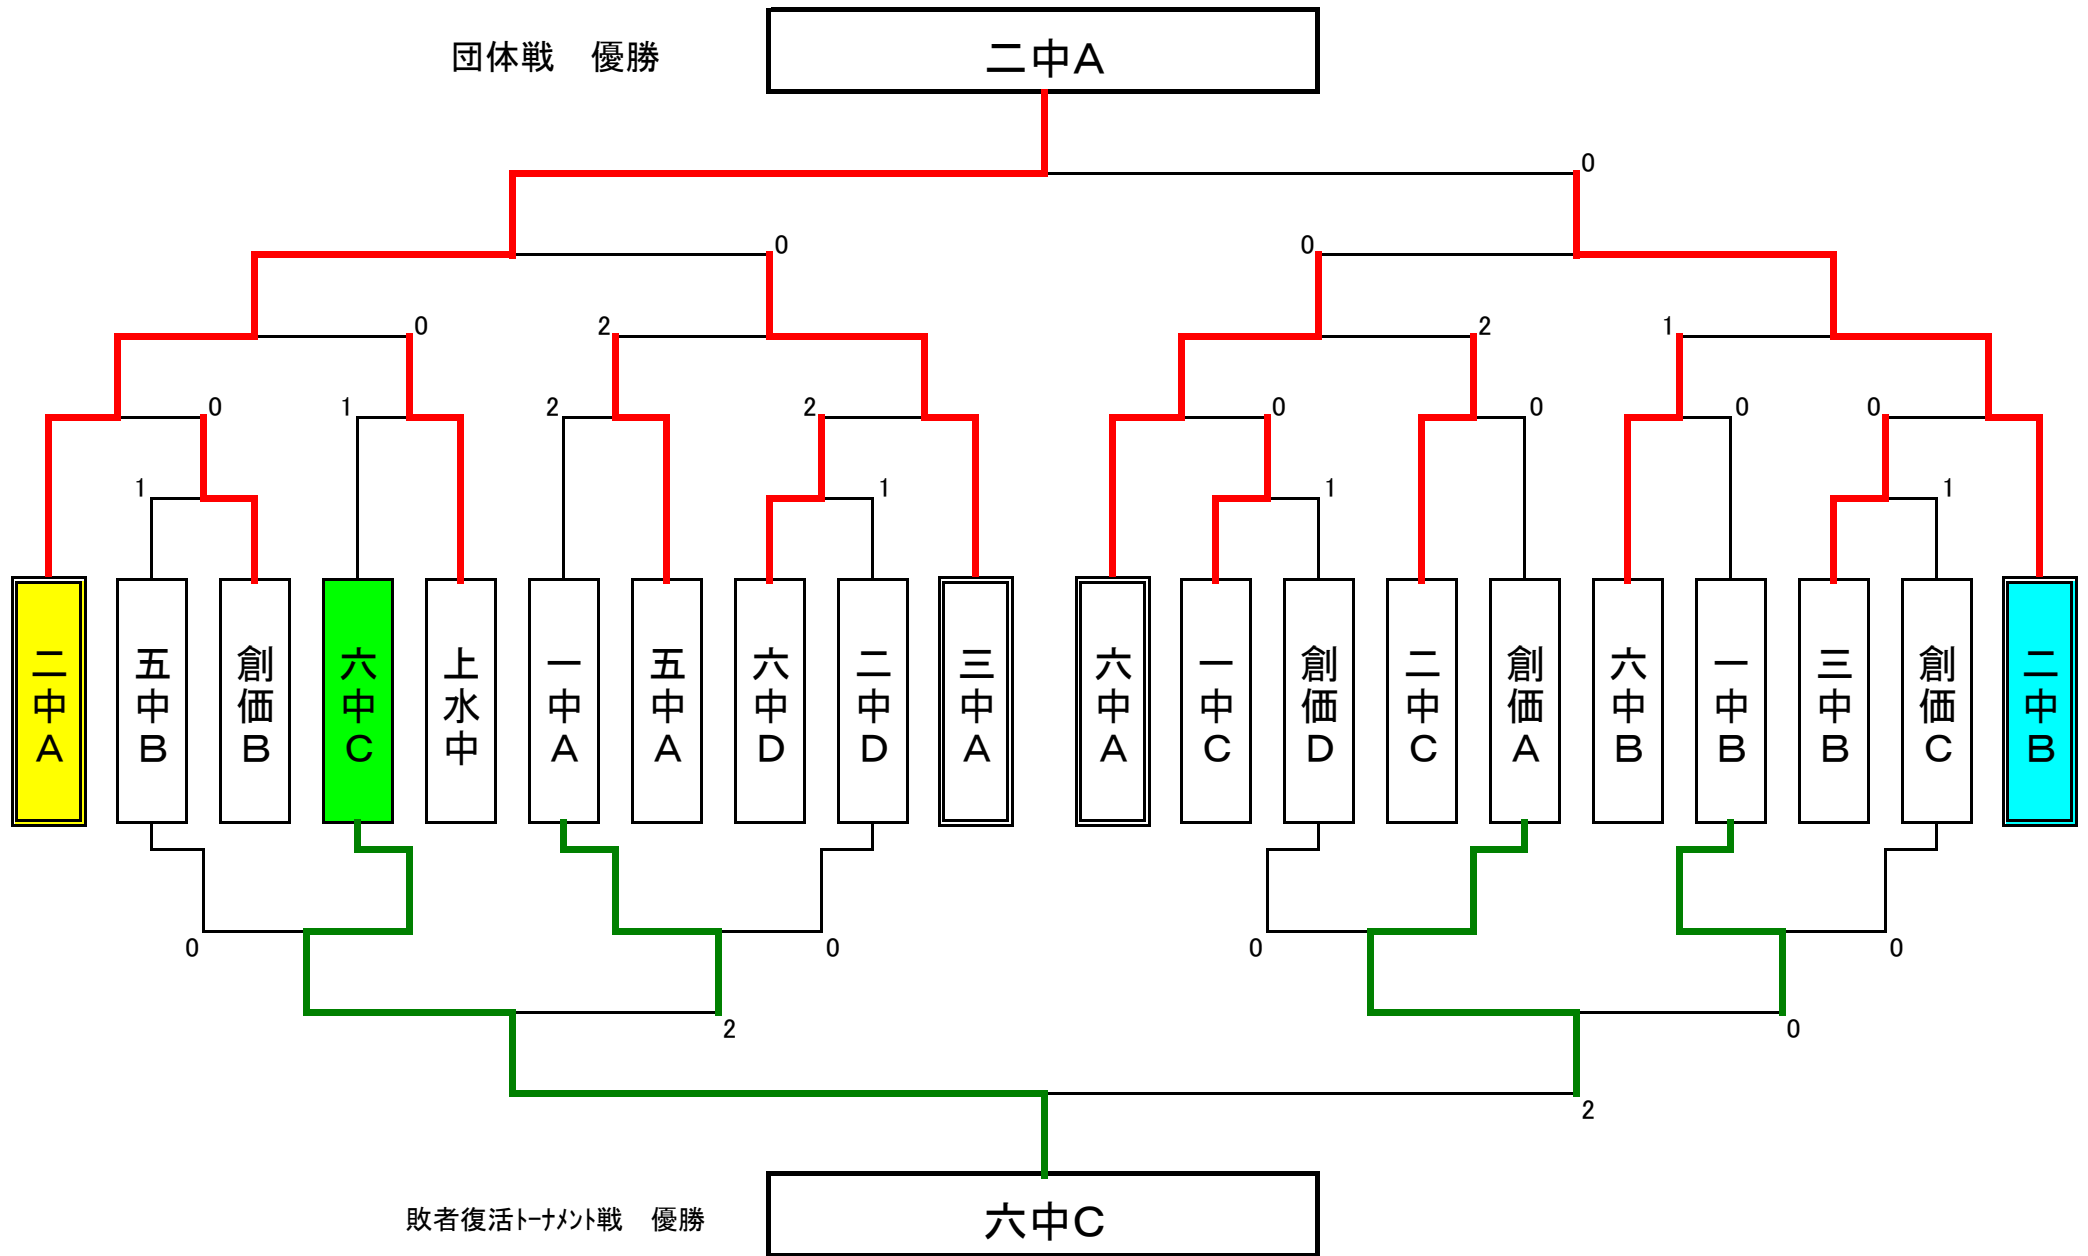 団体戦　優勝
二中A
0
0
0
0
2
2
1
0
1
2
2
0
0
0
0
1
1
1
1
二中A
五中B
創価B
六中C
上水中
一中A
五中A
六中D
二中D
三中A
六中A
一中C
創価D
二中C
創価A
六中B
一中B
三中B
創価C
二中B
0
0
0
0
2
0
2
敗者復活トーナメント戦　優勝
六中C